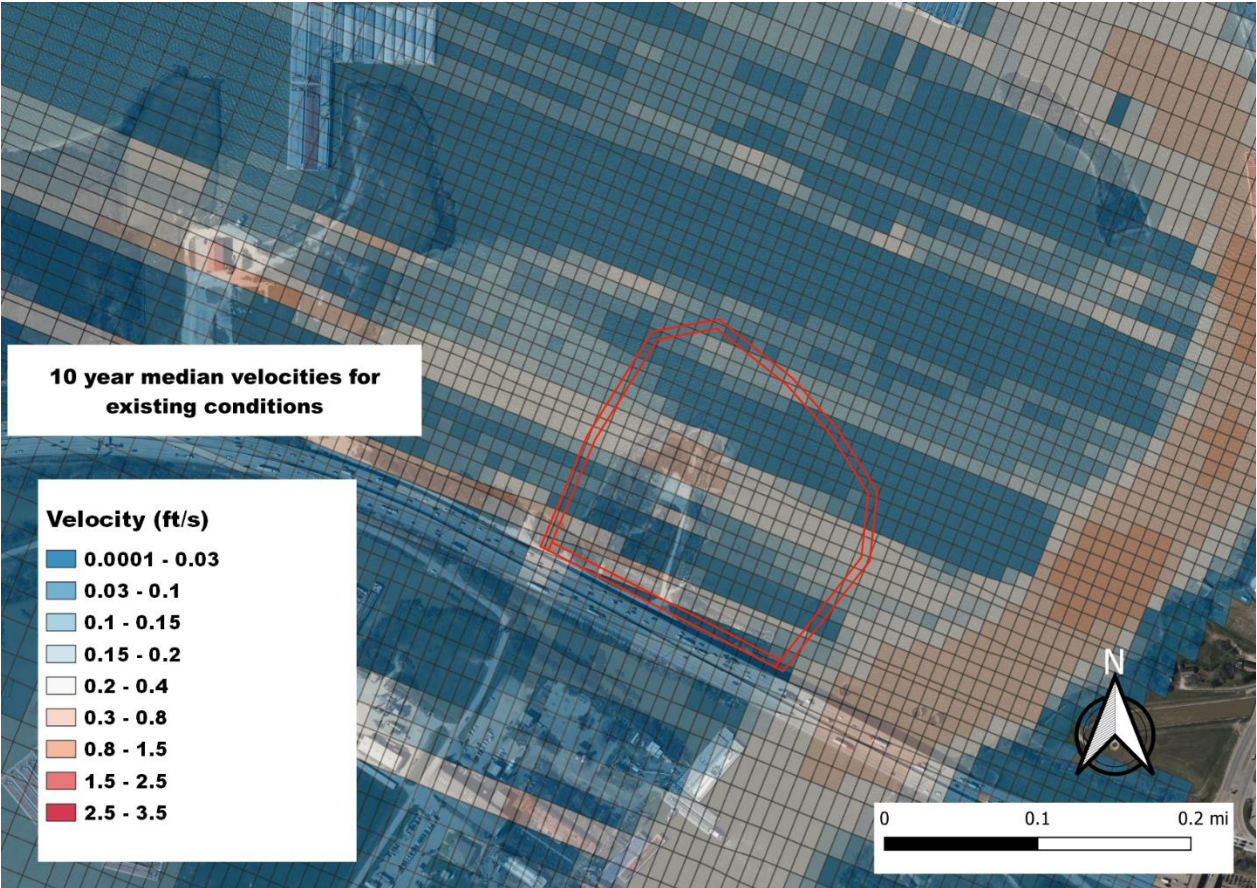 10 year median velocities for
existing conditions
Velocity (ft/s)
0.0001 - 0.03
0.03 - 0.1
0.1 - 0.15
0.15 - 0.2
0.2 - 0.4
0.3 - 0.8
0.8 - 1.5
1.5 - 2.5
2.5 - 3.5
N
0 0.1 0.2 mi